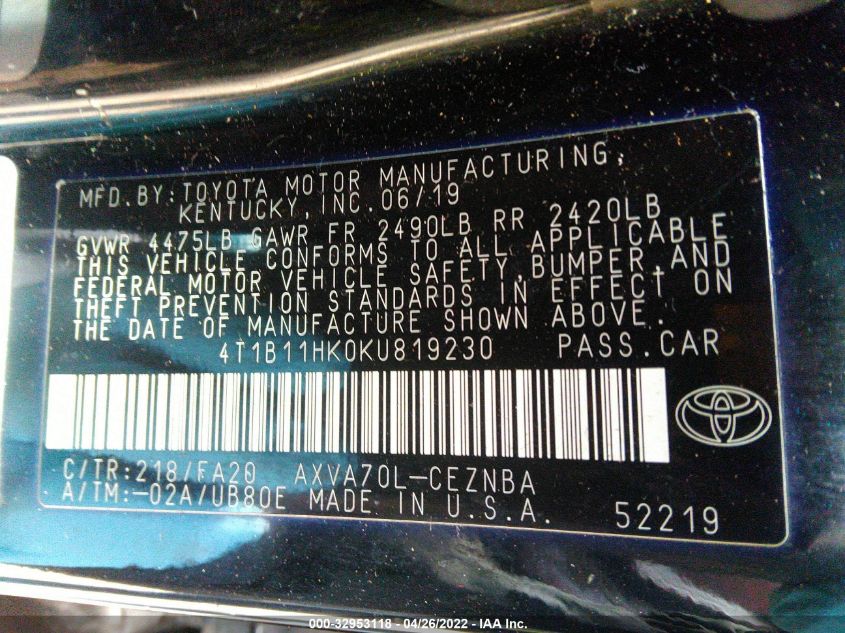 MFD.BY:TOYOTA MOTOR MANUFACTURING,
KENTUCKY,INC.06/19
GVWR 4475LB GAWR FR 2490LB RR 2420LB
THIS VEHICLE CONFORMS TO ALL APPLICABLE
FEDERAL MOTOR VEHICLE SAFETY,BUMPER,AND
THEFT PREVENTION STANDARDS IN EFFECT ON
THE DATE OF MANUFACTURE SHOWN ABOVE.
4T1B11HK0KU819230 PASS.CAR
C/TR:218/FA20 AXVA70L-CEZNBA
A/TM:-02A/UB80E MADE IN U.S.A. 52219
000-32953118 - 04/26/2022 - IAA Inc.